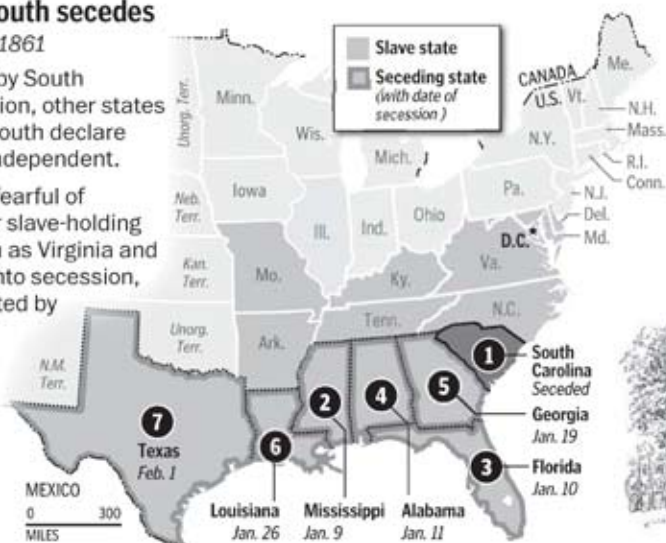 outh secedes
1861
by South
ion, other states
outh declare
ndependent.
earful of
r slave-holding
n as Virginia and
nto secession,
ted by
Slave state
Seceding state
(with date of
secession )
CANADA
U.S.
Me.
Vt.
N.H.
Mass.
R.I.
Conn.
N.Y.
Pa.
N.J.
Del.
Md.
D.C.
Minn.
Unorg. Terr.
Wis.
Mich.
Iowa
Neb.
Terr.
Ill.
Ind.
Ohio
Kan.
Terr.
Mo.
Ky.
Va.
N.C.
Tenn.
Unorg.
Terr.
Ark.
N.M.
Terr.
1
South
Carolina
Seceded
2
4
5
Georgia
Jan. 19
7
Texas
Feb. 1
6
3
Florida
Jan. 10
MEXICO
0 300
MILES
Louisiana
Jan. 26
Mississippi
Jan. 9
Alabama
Jan. 11